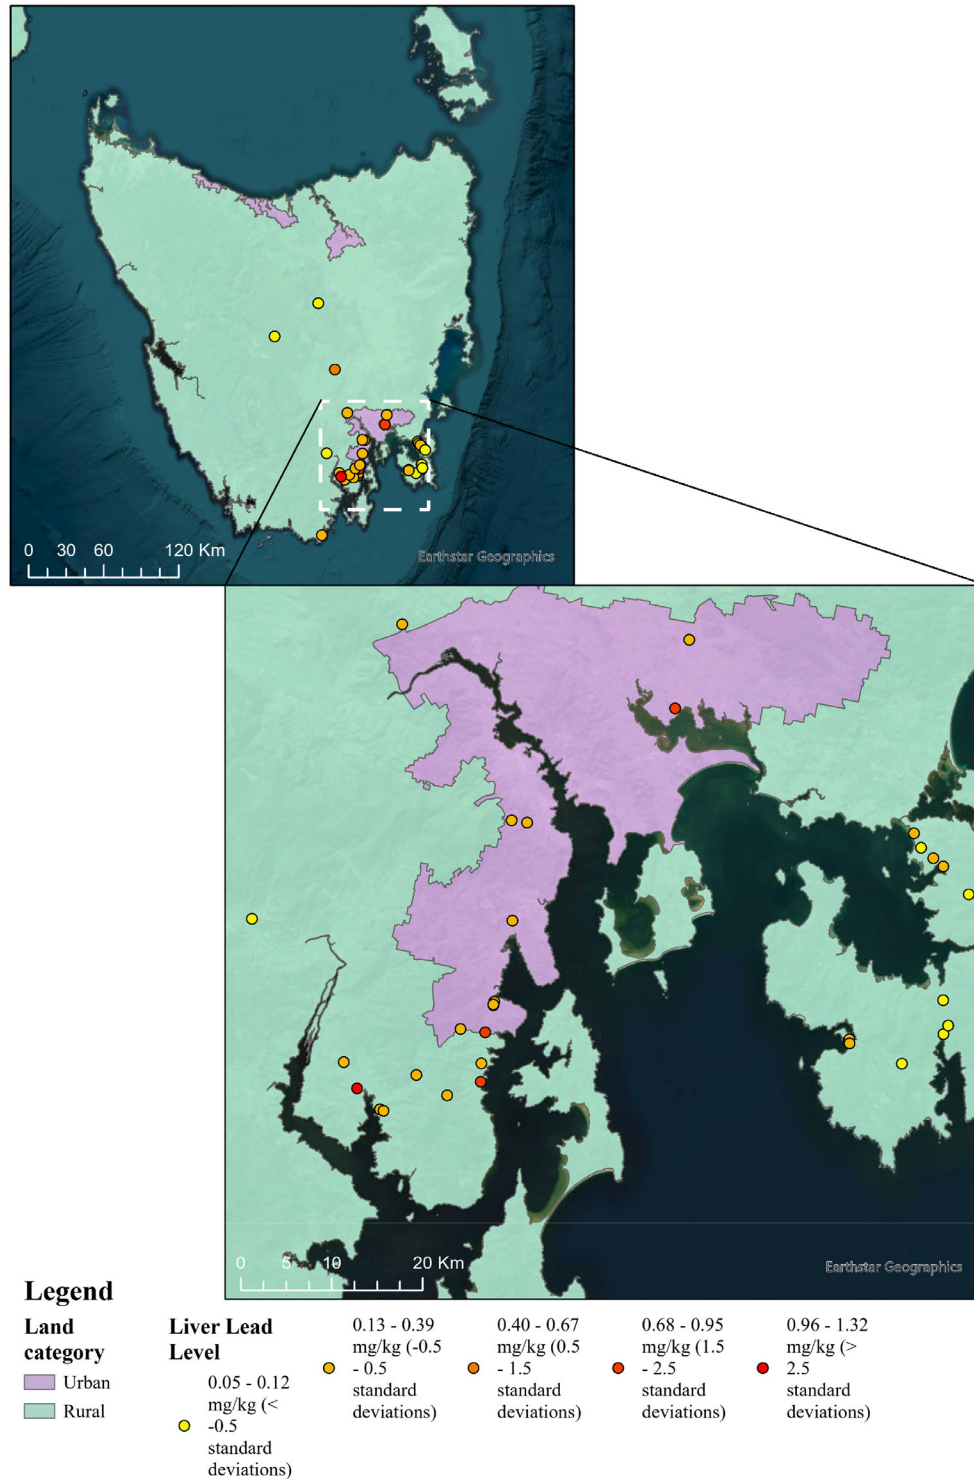 0 30 60 120 Km
Earthstar Geographics
0 5 10 20 Km
Earthstar Geographics
Legend
Land
category
Urban
Rural
Liver Lead
Level
0.05 - 0.12
mg/kg (<
-0.5
standard
deviations)
0.13 - 0.39
mg/kg (-0.5
- 0.5
standard
deviations)
0.40 - 0.67
mg/kg (0.5
- 1.5
standard
deviations)
0.68 - 0.95
mg/kg (1.5
- 2.5
standard
deviations)
0.96 - 1.32
mg/kg (>
2.5
standard
deviations)